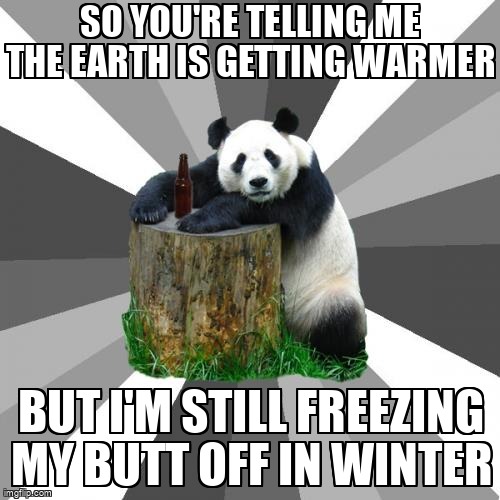 SO YOU'RE TELLING ME
THE EARTH IS GETTING WARMER
BUT I'M STILL FREEZING
MY BUTT OFF IN WINTER
imgflip.com